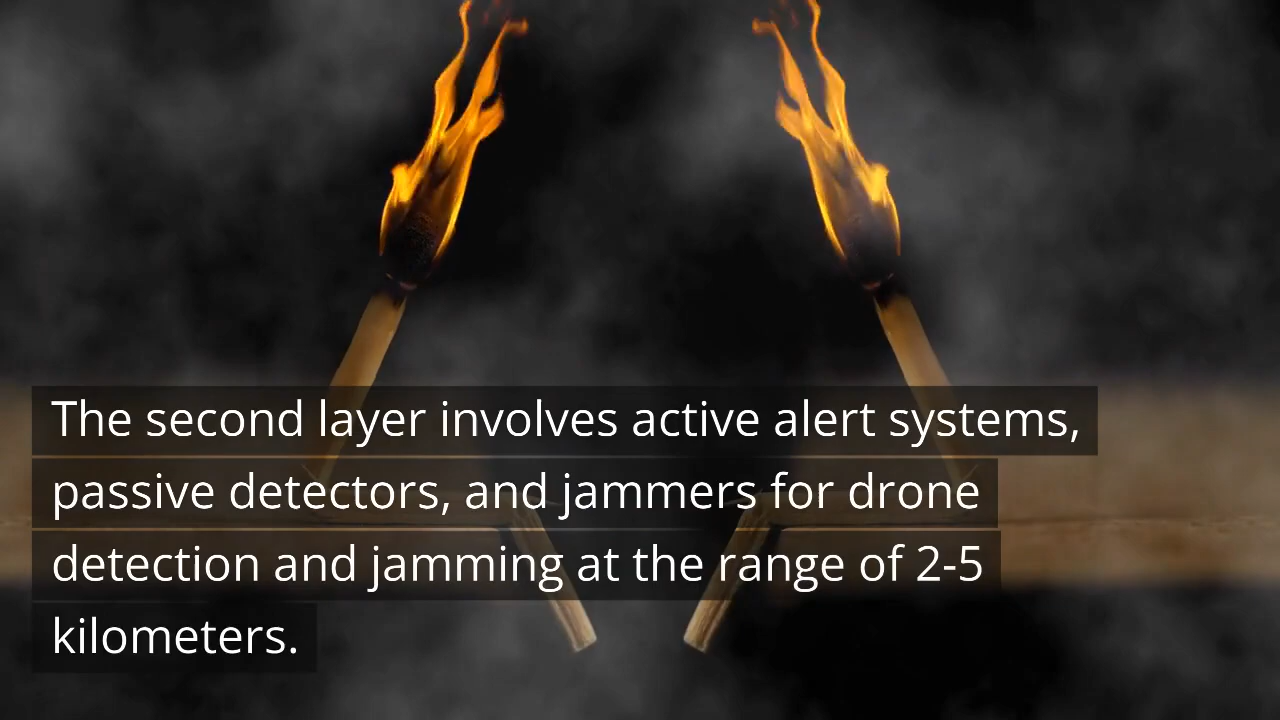 The second layer involves active alert systems,
passive detectors, and jammers for drone
detection and jamming at the range of 2-5
kilometers.